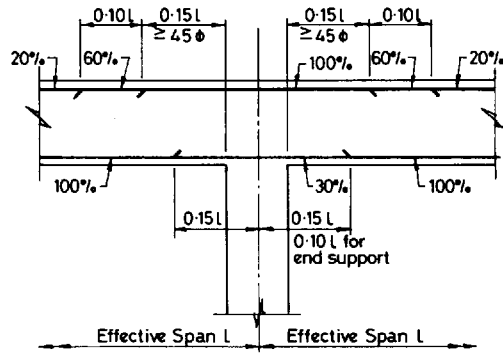 0·10 l 0·15 l 0·15 l 0·10 l
≥ 45 ϕ ≥ 45 ϕ
20% 60% 100% 60% 20%
100% 30% 100%
0·15 l 0·15 l
0·10 l for
end support
Effective Span l Effective Span l